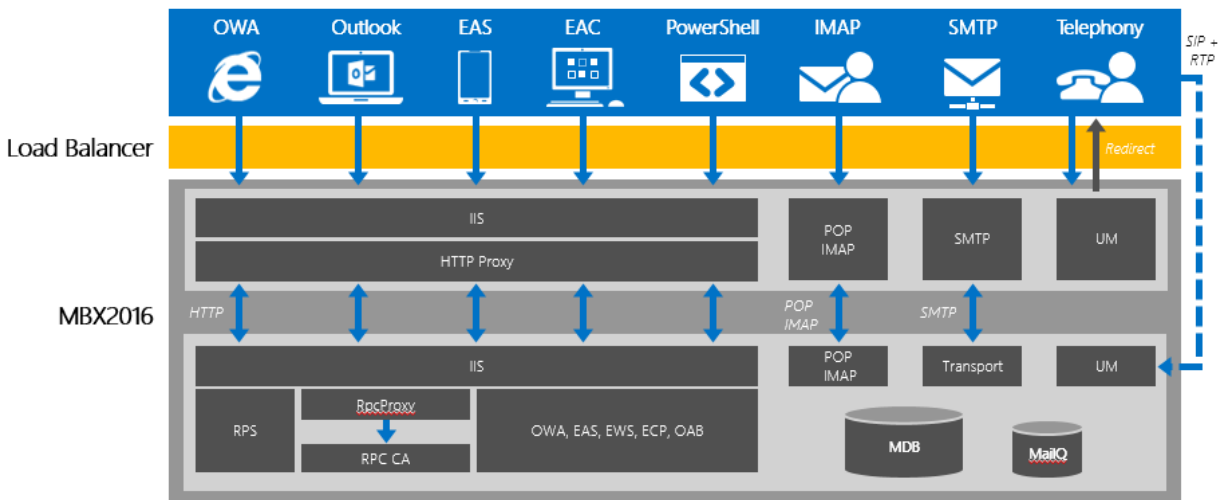 OWA
Outlook
EAS
EAC
PowerShell
IMAP
SMTP
Telephony
SIP +
RTP
Load Balancer
Redirect
IIS
POP
IMAP
SMTP
UM
HTTP Proxy
MBX2016
HTTP
POP
IMAP
SMTP
IIS
POP
IMAP
Transport
UM
RPS
RpcProxy
OWA, EAS, EWS, ECP, OAB
RPC CA
MDB
MailQ